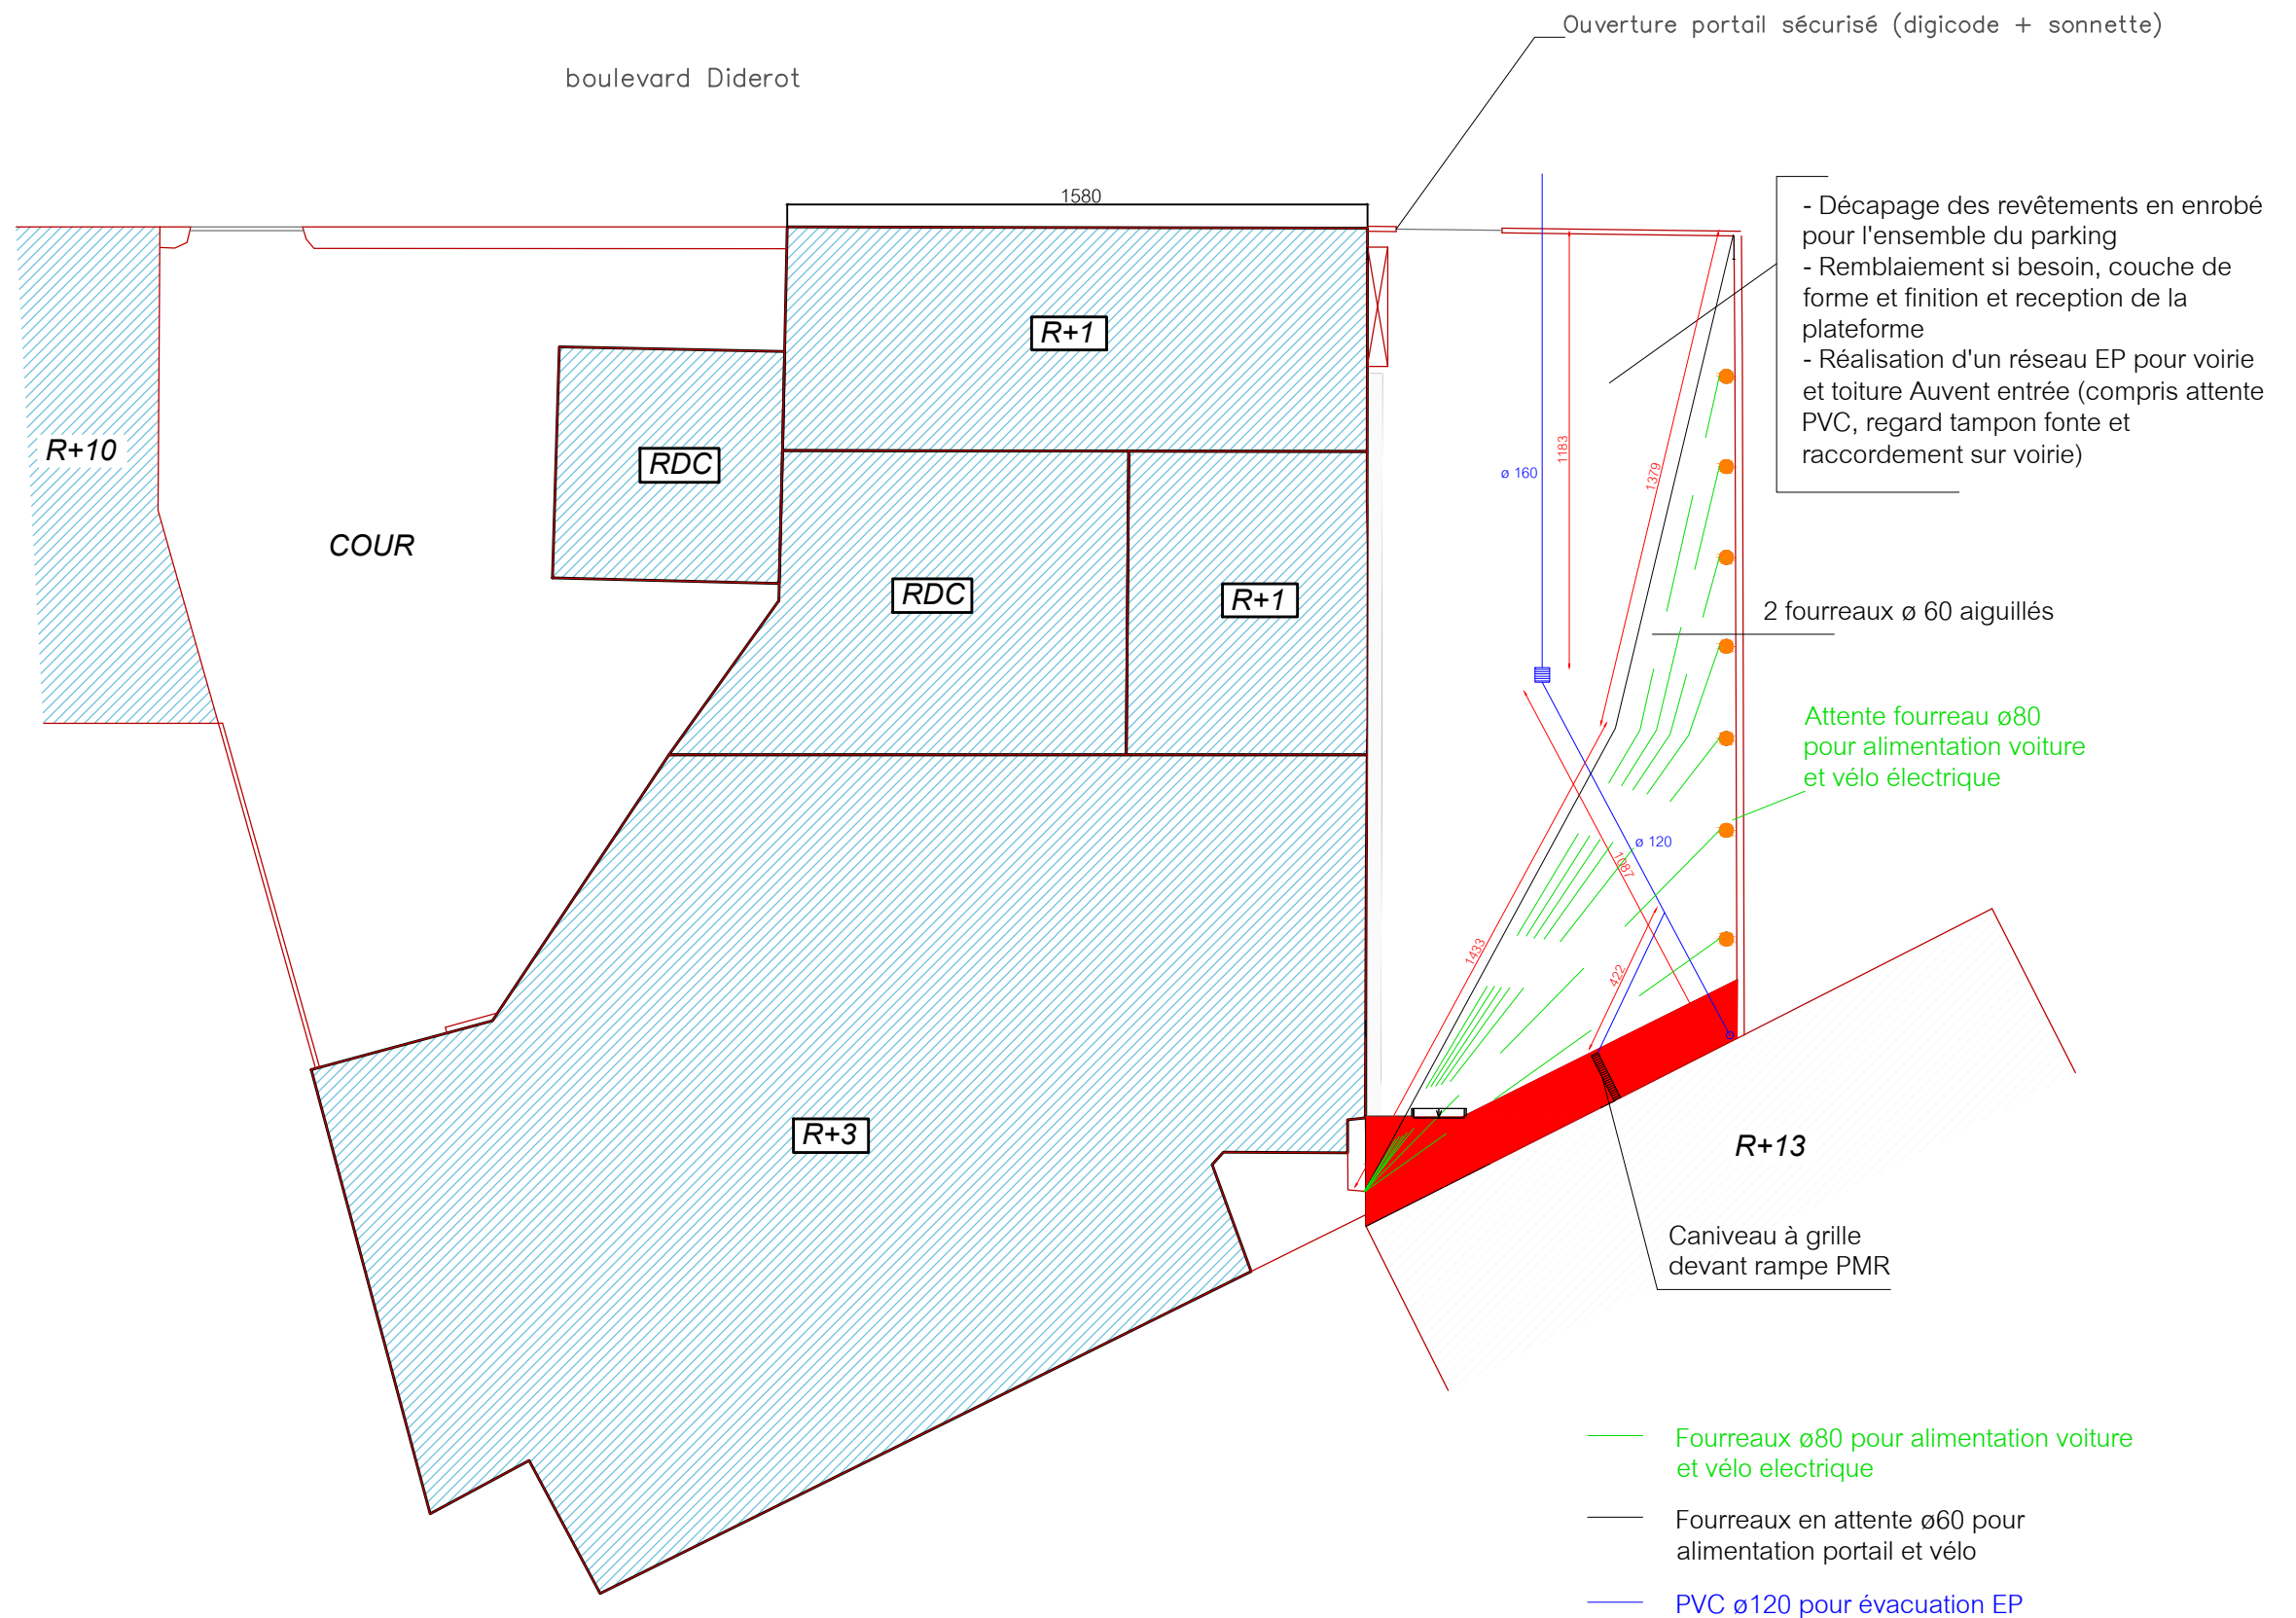 Ouverture portail sécurisé (digicode + sonnette)
boulevard Diderot
1580
- Décapage des revêtements en enrobé
pour l'ensemble du parking
- Remblaiement si besoin, couche de
forme et finition et reception de la
plateforme
- Réalisation d'un réseau EP pour voirie
et toiture Auvent entrée (compris attente
PVC, regard tampon fonte et
raccordement sur voirie)
R+1
R+10
RDC
COUR
RDC
R+1
ø 160
1183
1379
2 fourreaux ø 60 aiguillés
Attente fourreau ø80
pour alimentation voiture
et vélo électrique
ø 120
1087
1433
422
R+3
R+13
Caniveau à grille
devant rampe PMR
Fourreaux ø80 pour alimentation voiture
et vélo electrique
Fourreaux en attente ø60 pour
alimentation portail et vélo
PVC ø120 pour évacuation EP